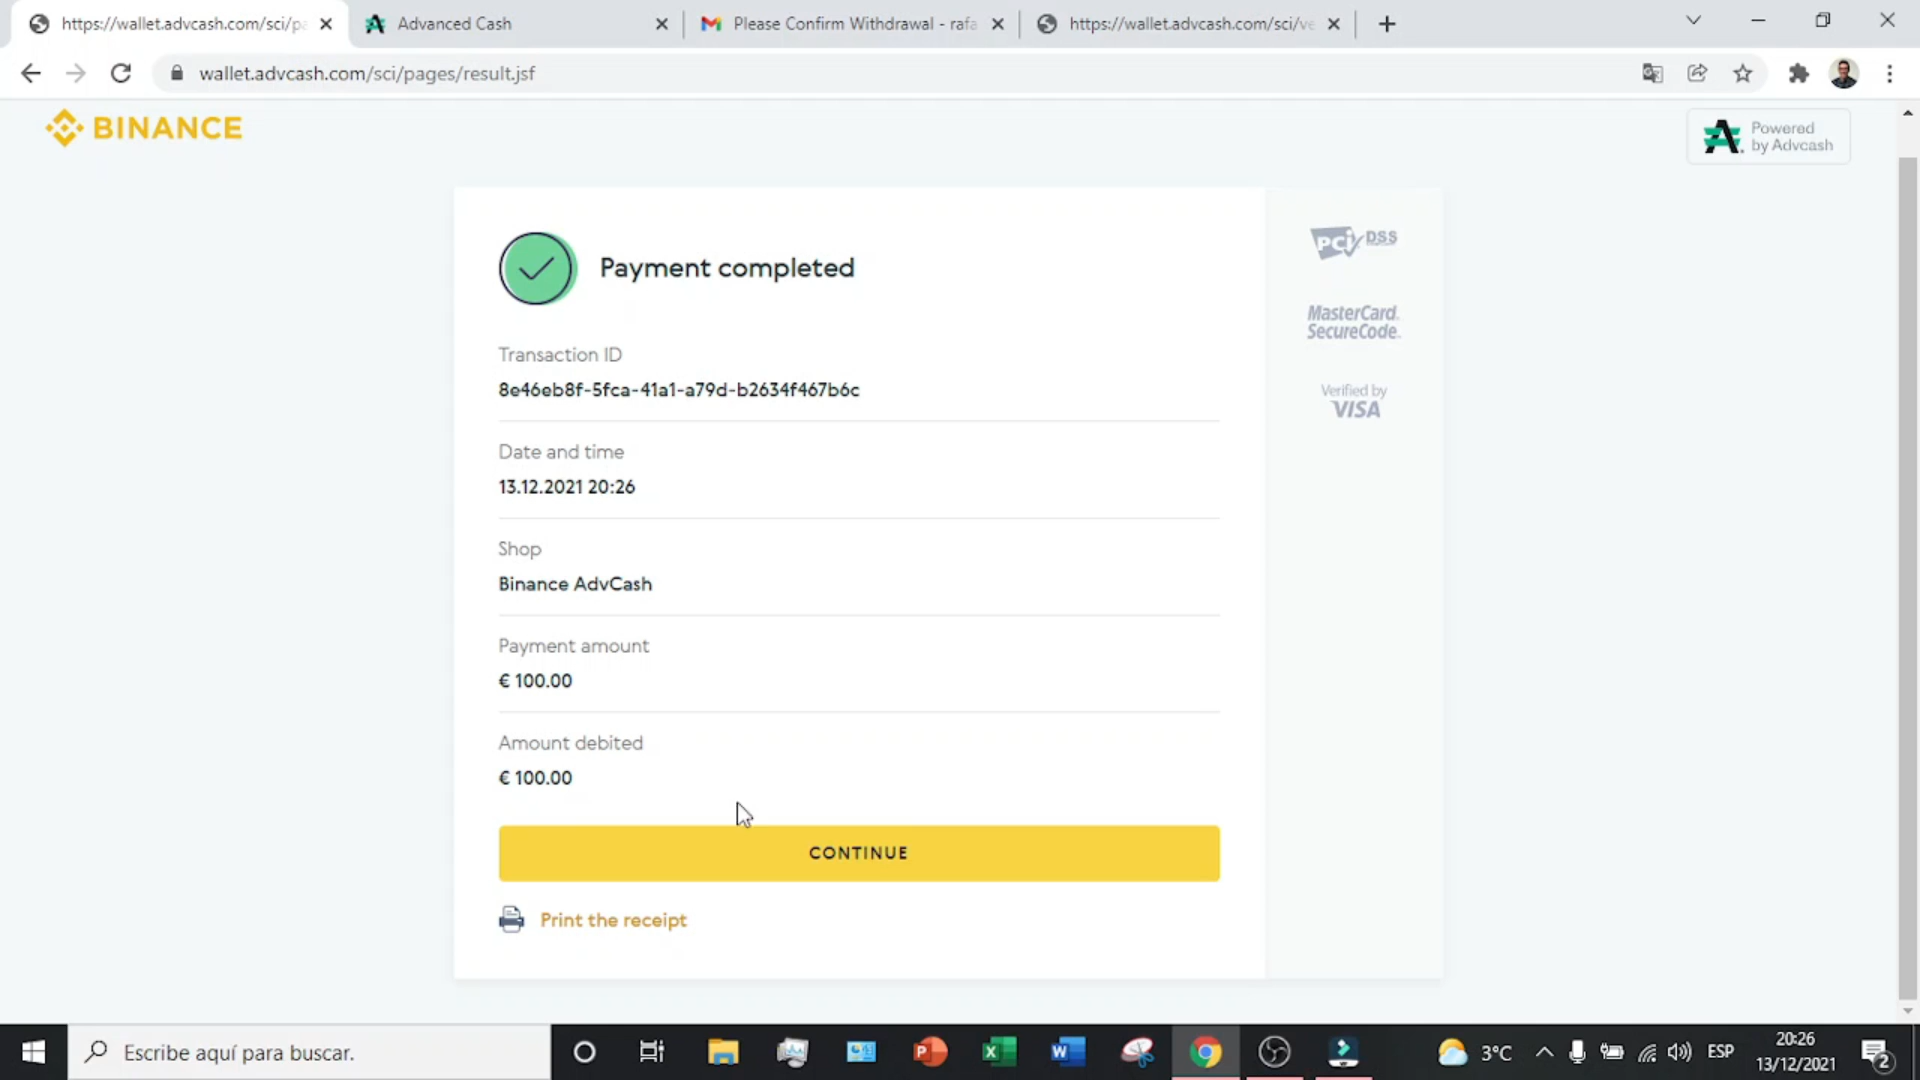 https://wallet.advcash.com/sci/pa
Advanced Cash
Please Confirm Withdrawal - rafa
https://wallet.advcash.com/sci/ve
wallet.advcash.com/sci/pages/result.jsf
BINANCE
Powered
by Advcash
Payment completed
Transaction ID
8e46eb8f-5fca-41a1-a79d-b2634f467b6c
Date and time
13.12.2021 20:26
Shop
Binance AdvCash
Payment amount
€ 100.00
Amount debited
€ 100.00
CONTINUE
Print the receipt
PCI DSS
MasterCard.
SecureCode.
Verified by
VISA
Escribe aquí para buscar.
3°C
ESP
20:26
13/12/2021
2